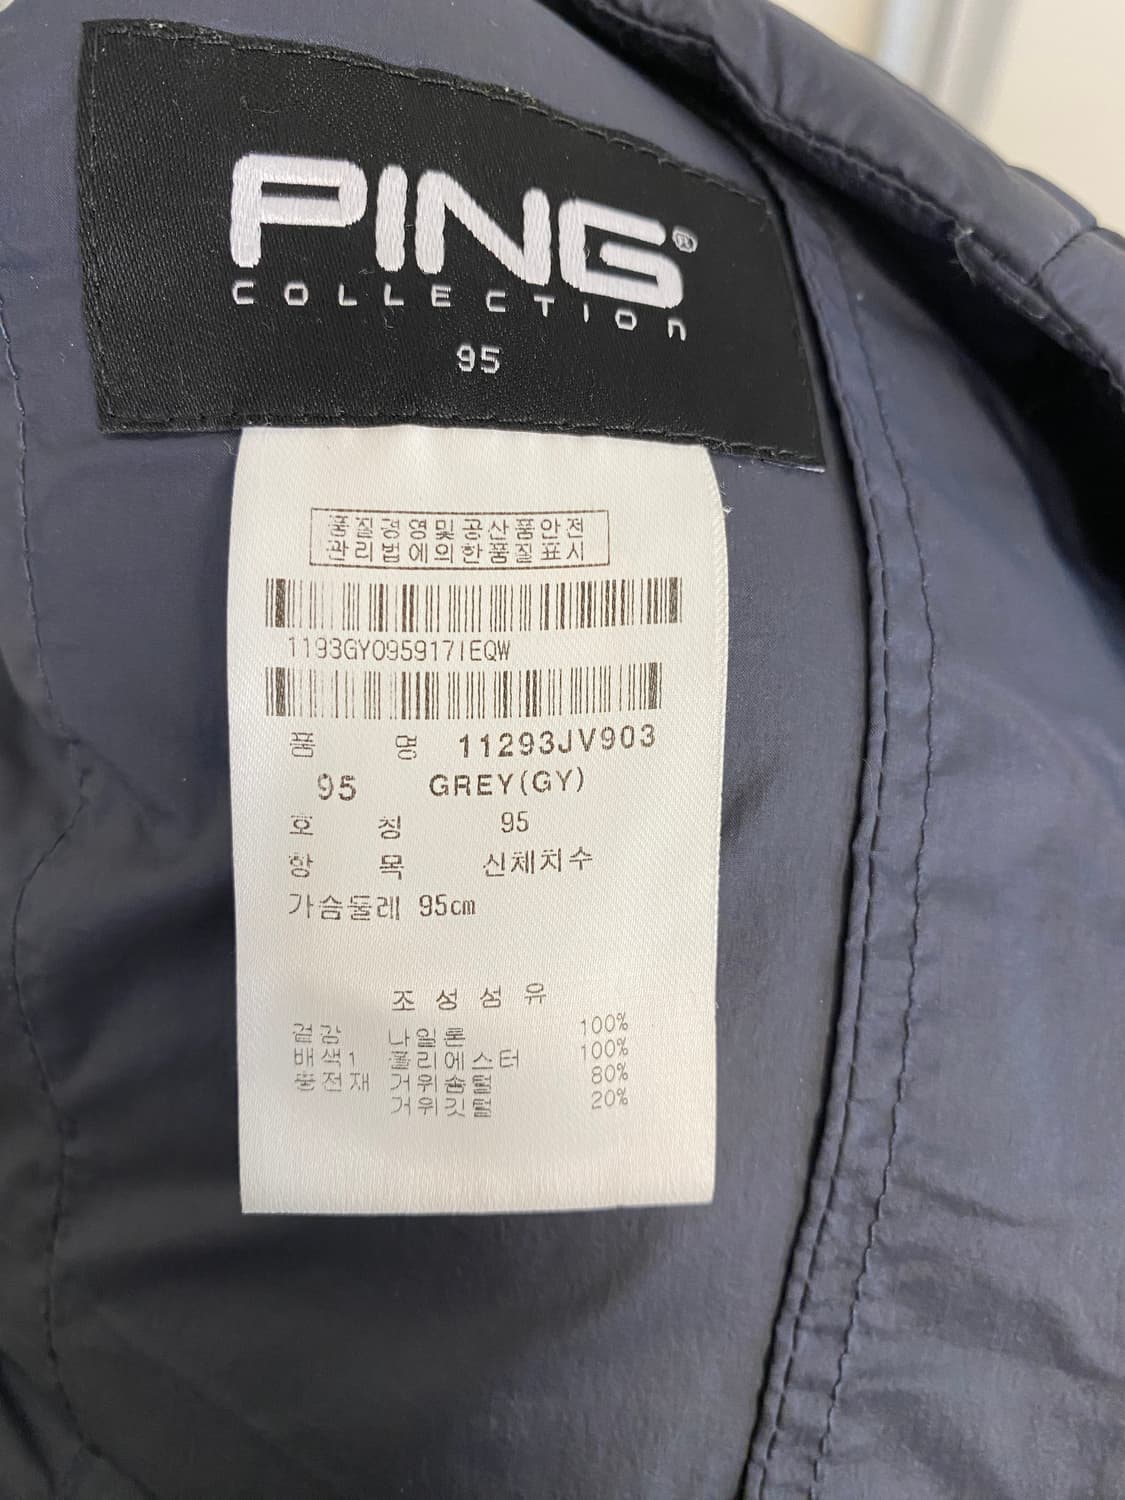 PING®
COLLECTION
95
품질경영및공산품안전
관리법에의한품질표시
1193GY0959171EQW
품 명 11293JV903
95 GREY(GY)
호 칭 95
항 목 신체치수
가슴둘레 95cm
조성섬유
겉감 나일론 100%
배색1 폴리에스터 100%
충전재 거위솜털 80%
거위깃털 20%